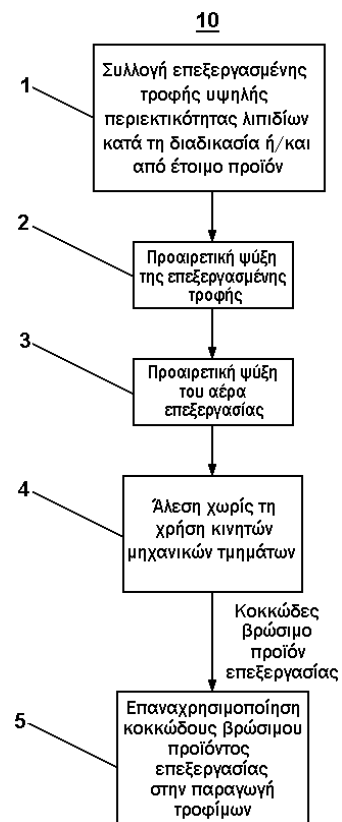 10
1
Συλλογή επεξεργασμένης
τροφής υψηλής
περιεκτικότητας λιπιδίων
κατά τη διαδικασία ή/και
από έτοιμο προϊόν
2
Προαιρετική ψύξη
της επεξεργασμένης
τροφής
3
Προαιρετική ψύξη
του αέρα
επεξεργασίας
4
Άλεση χωρίς τη
χρήση κινητών
μηχανικών τμημάτων
Κοκκώδες
βρώσιμο
προϊόν
επεξεργασίας
5
Επαναχρησιμοποίηση
κοκκώδους βρώσιμου
προϊόντος
επεξεργασίας
στην παραγωγή
τροφίμων